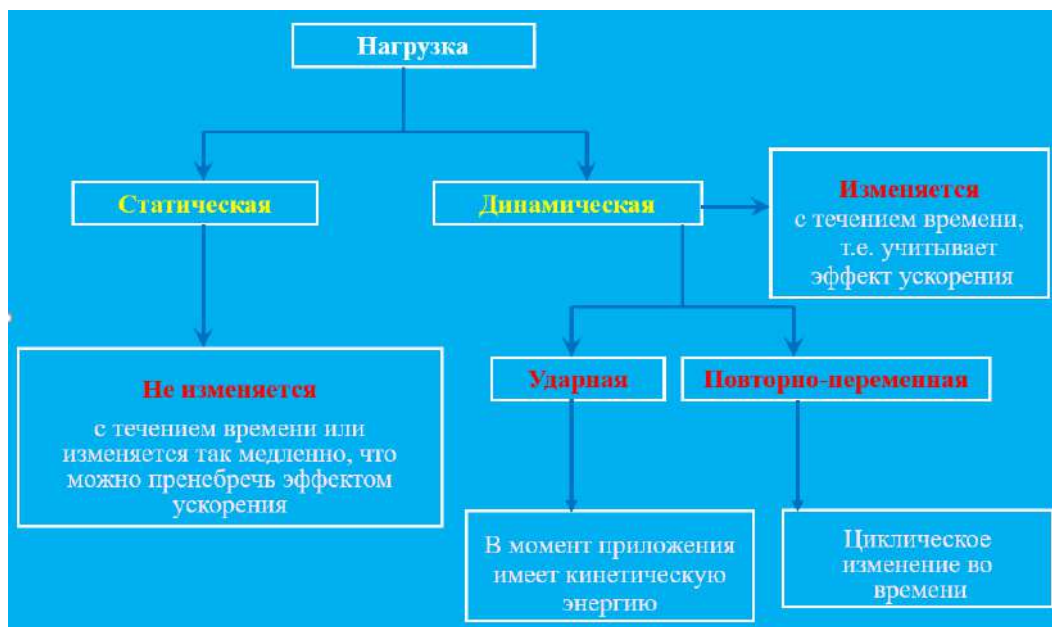 Нагрузка
Статическая
Динамическая
Изменяется
с течением времени,
т.е. учитывает
эффект ускорения
Не изменяется
с течением времени или
изменяется так медленно, что
можно пренебречь эффектом
ускорения
Ударная
Повторно-переменная
В момент приложения
имеет кинетическую
энергию
Циклическое
изменение во
времени